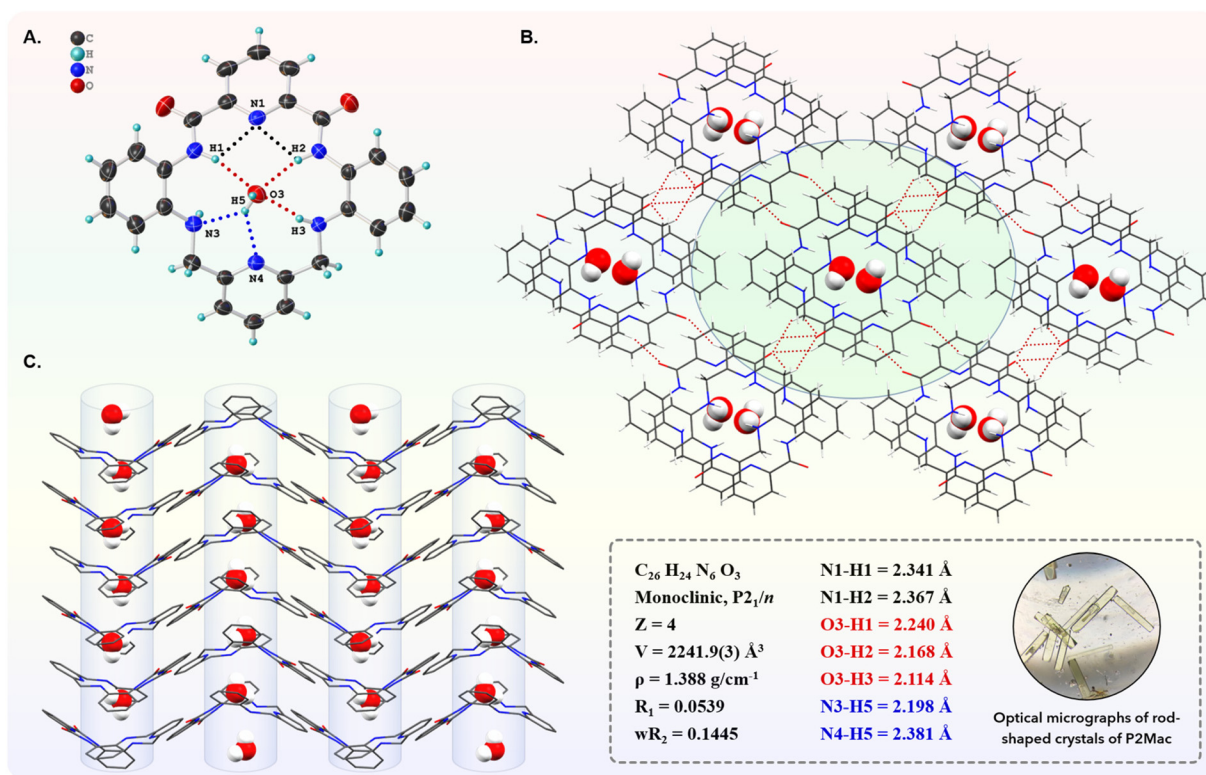 A.
C
H
N
O
N1
H1
H2
H5
O3
N3
H3
N4
B.
C.
C₂₆ H₂₄ N₆ O₃
Monoclinic, P2₁/n
Z = 4
V = 2241.9(3) Å³
ρ = 1.388 g/cm⁻¹
R₁ = 0.0539
wR₂ = 0.1445
N1-H1 = 2.341 Å
N1-H2 = 2.367 Å
O3-H1 = 2.240 Å
O3-H2 = 2.168 Å
O3-H3 = 2.114 Å
N3-H5 = 2.198 Å
N4-H5 = 2.381 Å
Optical micrographs of rod-
shaped crystals of P2Mac